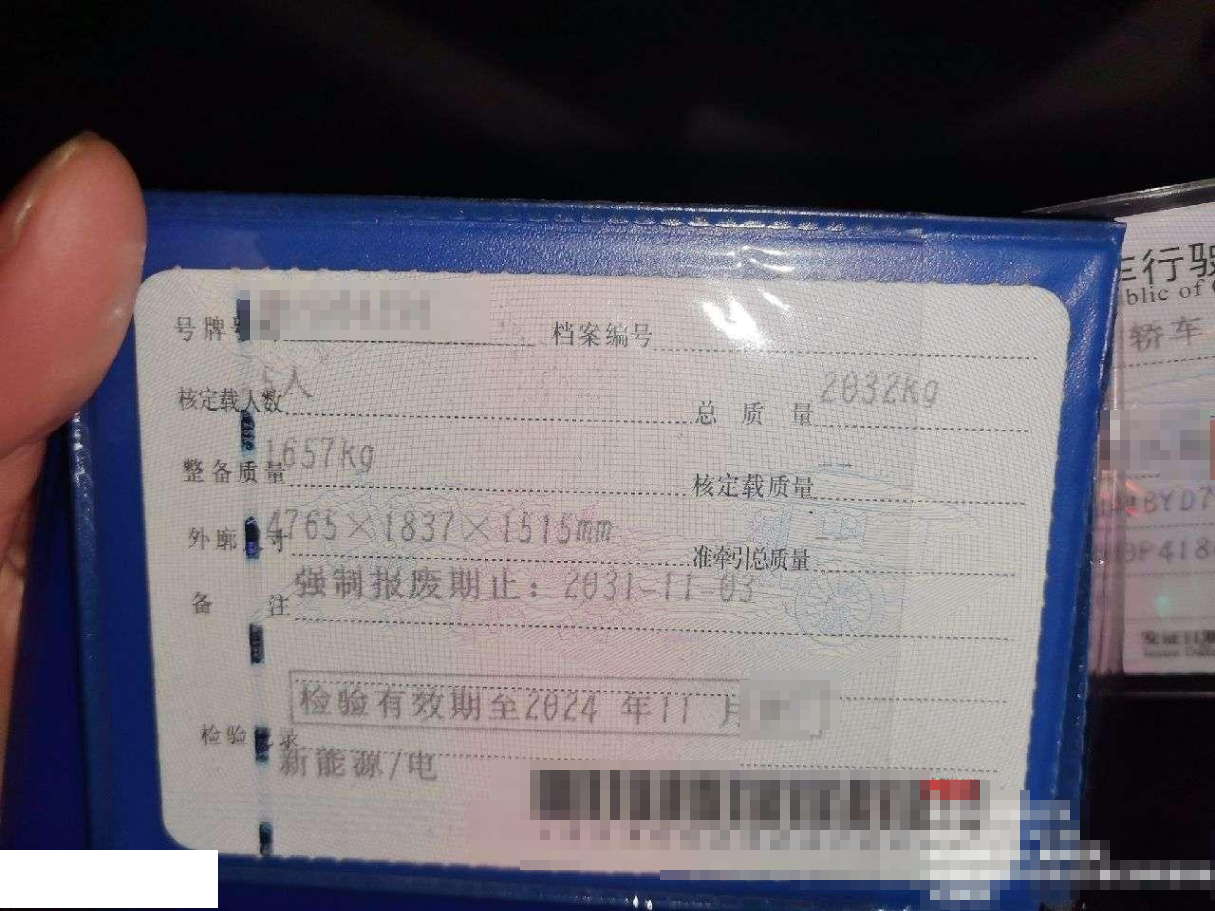 号牌号
档案编号
核定载人数 5人
总质量 2032kg
整备质量 1657kg
核定载质量 --
外廓 寸 4765×1837×1515mm
准牵引总质量 --
备注 强制报废期止：2031-11-03
检验有效期至2024 年11 月
检验 录
新能源/电
行驶
blic of
轿车
BYD7
P418